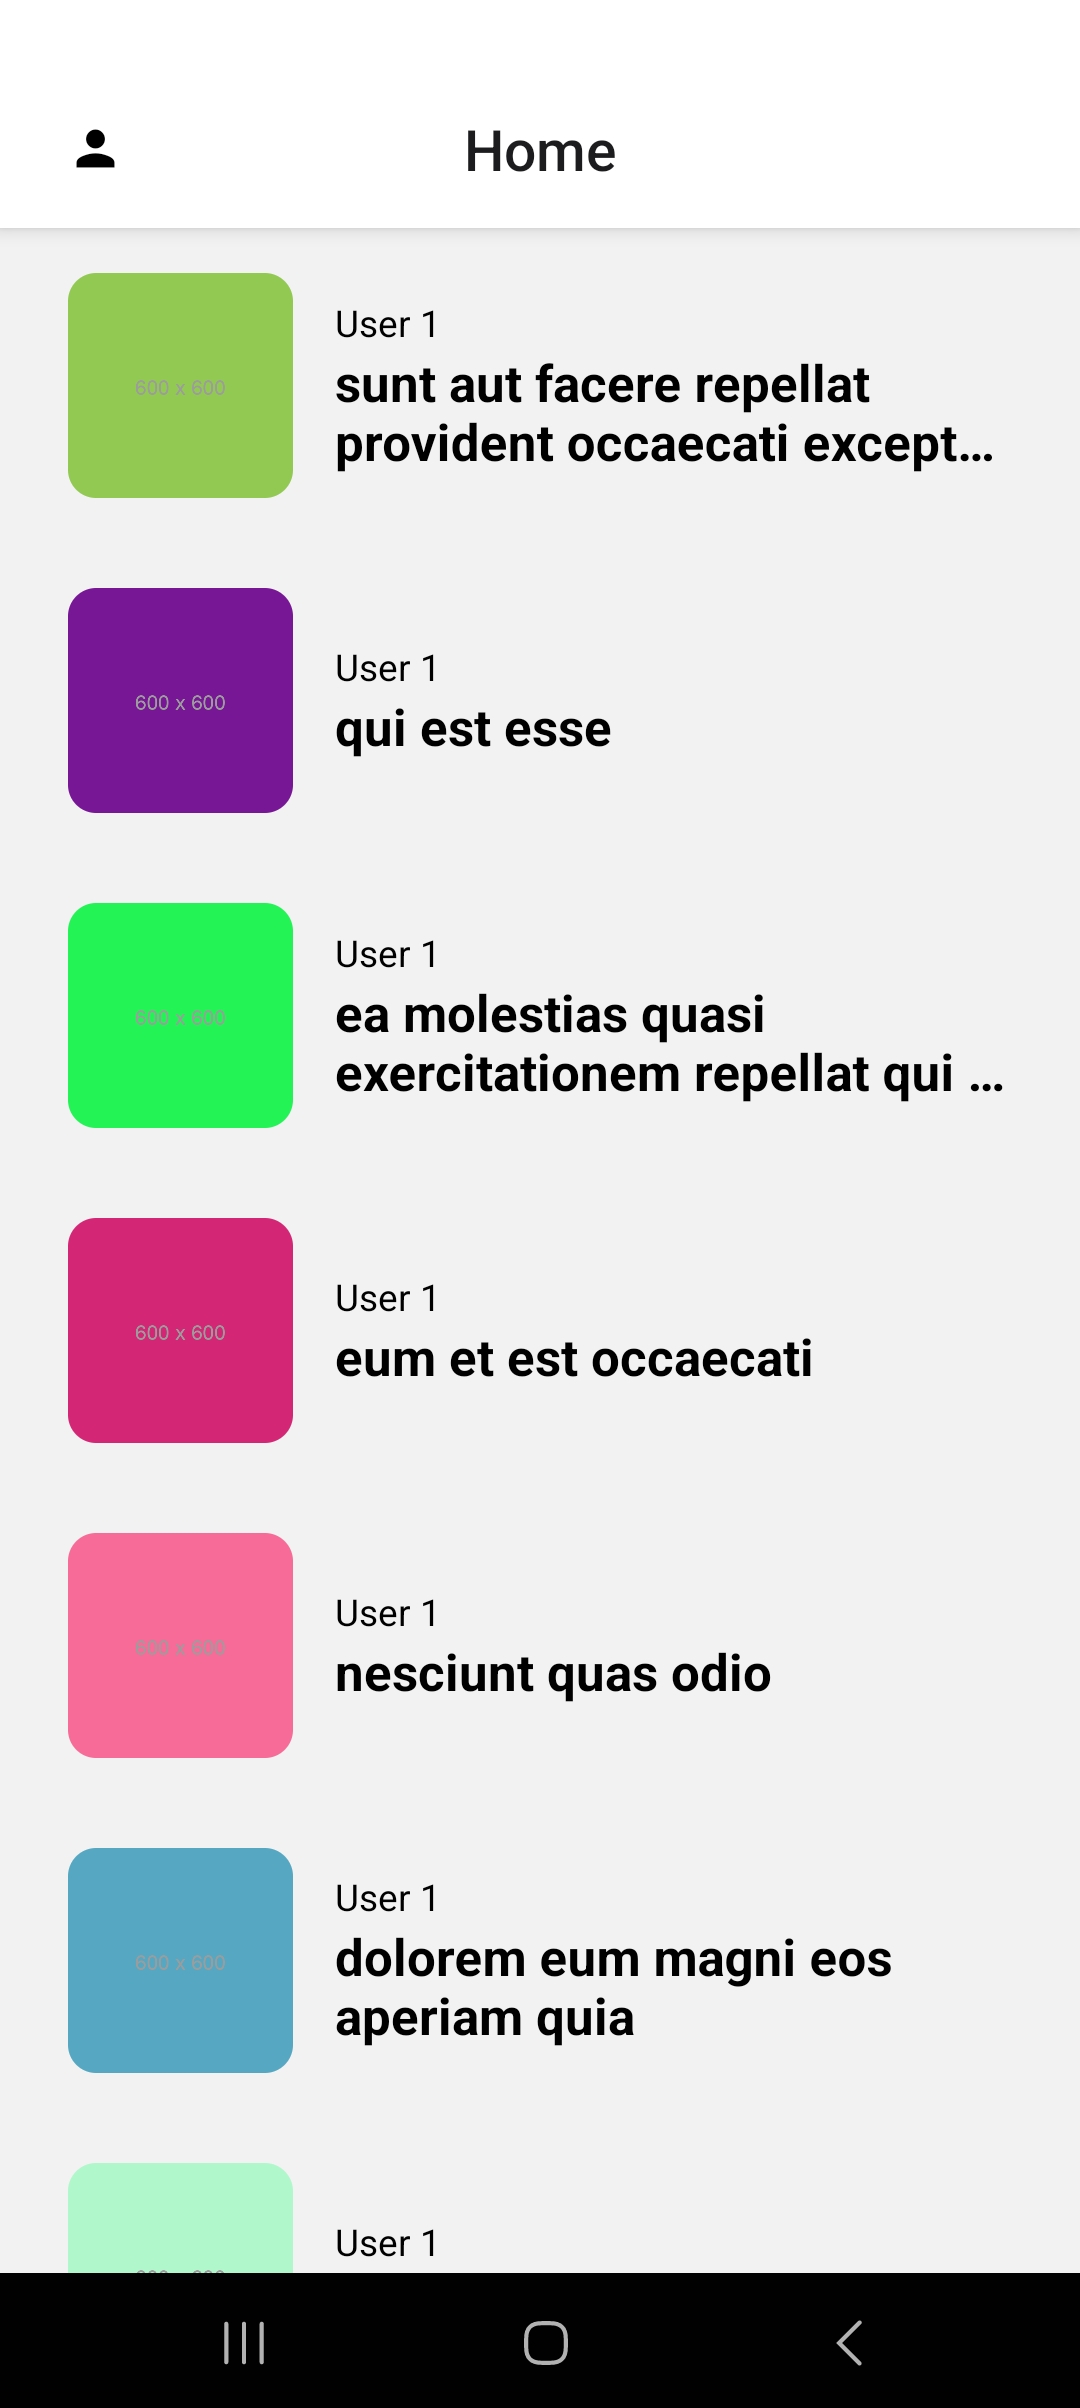 Home
600 x 600
User 1
sunt aut facere repellat
provident occaecati except...
600 x 600
User 1
qui est esse
600 x 600
User 1
ea molestias quasi
exercitationem repellat qui ...
600 x 600
User 1
eum et est occaecati
600 x 600
User 1
nesciunt quas odio
600 x 600
User 1
dolorem eum magni eos
aperiam quia
User 1